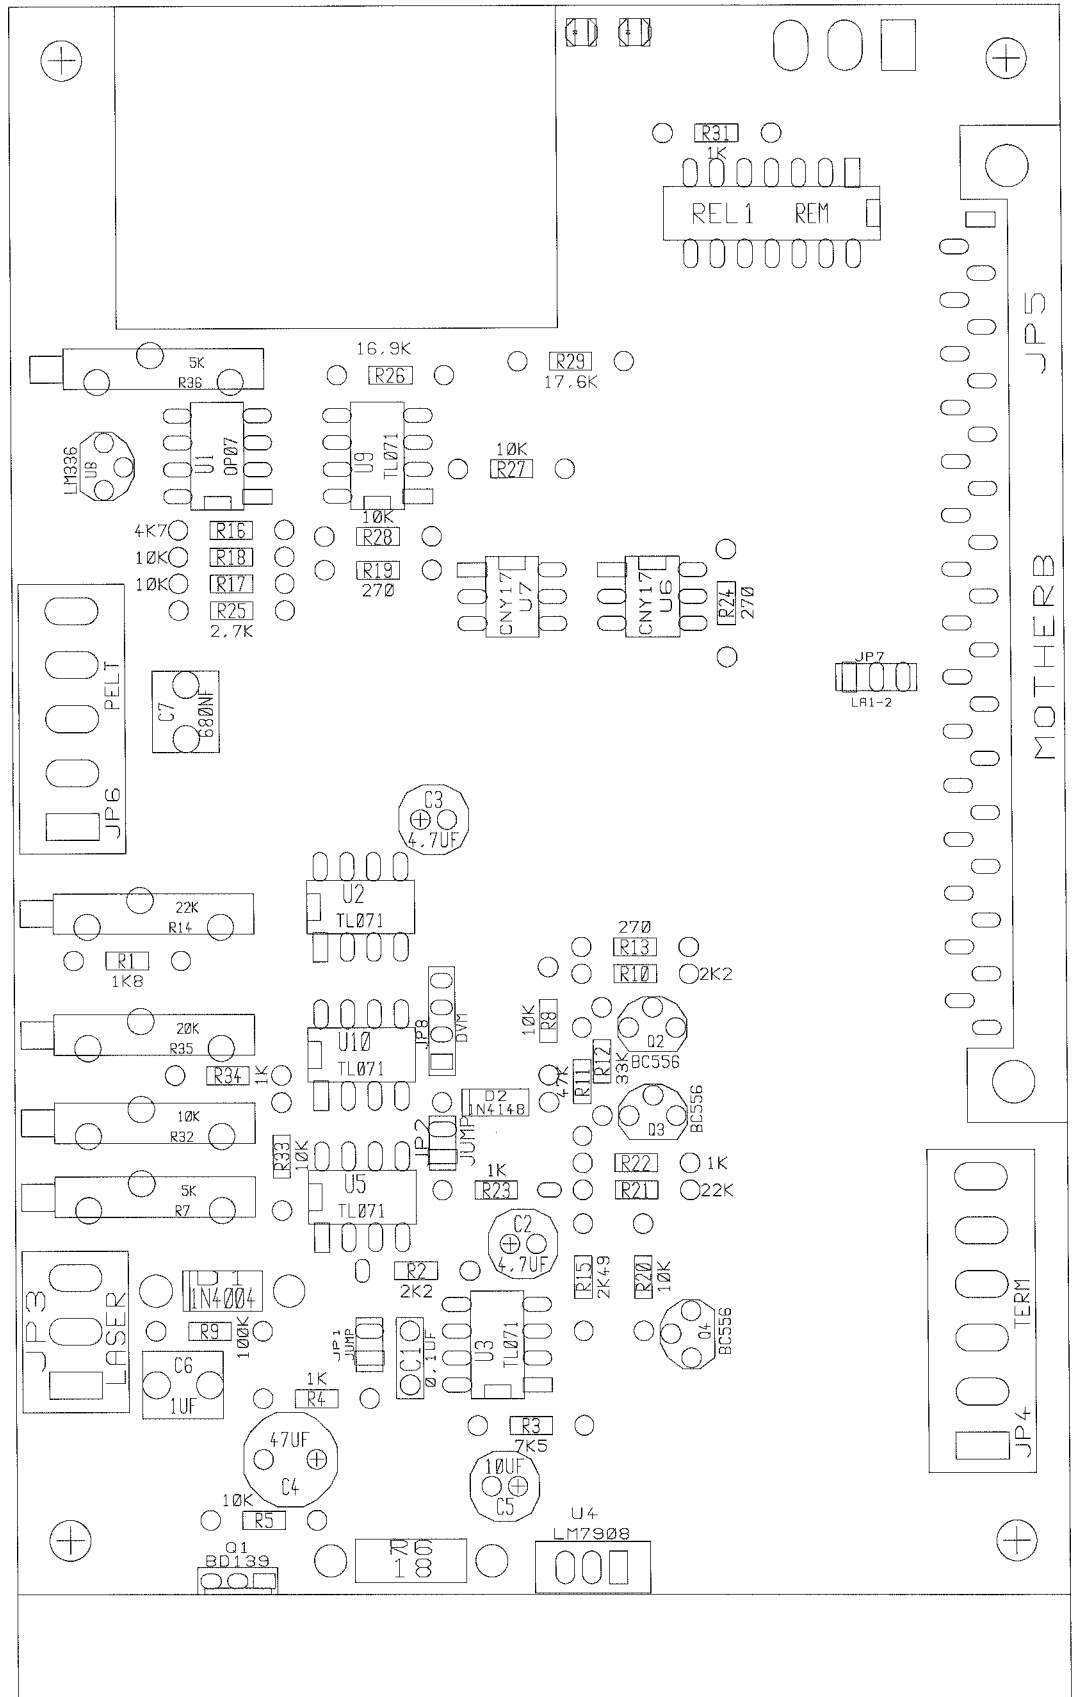 R31
1K
REL1 REM
JP5
MOTHERB
16.9K
R26
R29
17.6K
5K
R36
LM336
U8
U1
OP07
U9
TL071
10K
R27
4K7
R16
10K
R28
10K
R18
R19
270
10K
R17
R25
2.7K
CNY17
U7
CNY17
U6
R24
270
JP7
LA1-2
PELT
JP6
C7
680NF
C3
4.7UF
22K
R14
U2
TL071
R1
1K8
270
R13
R10
2K2
JP8
DVM
10K
R8
20K
R35
U10
TL071
Q2
BC556
R34
1K
47K
R11
R12
33K
D2
1N4148
10K
R32
JP2
JUMP
Q3
BC556
R33
10K
1K
R23
R22
1K
R21
22K
5K
R7
U5
TL071
C2
4.7UF
R2
2K2
R15
2K49
R20
10K
JP3
LASER
D1
1N4004
R9
100K
JP1
JUMP
C1
0.1UF
U3
TL071
Q4
BC556
TERM
JP4
C6
1UF
1K
R4
R3
7K5
47UF
C4
10UF
C5
10K
R5
Q1
BD139
R6
18
U4
LM7908